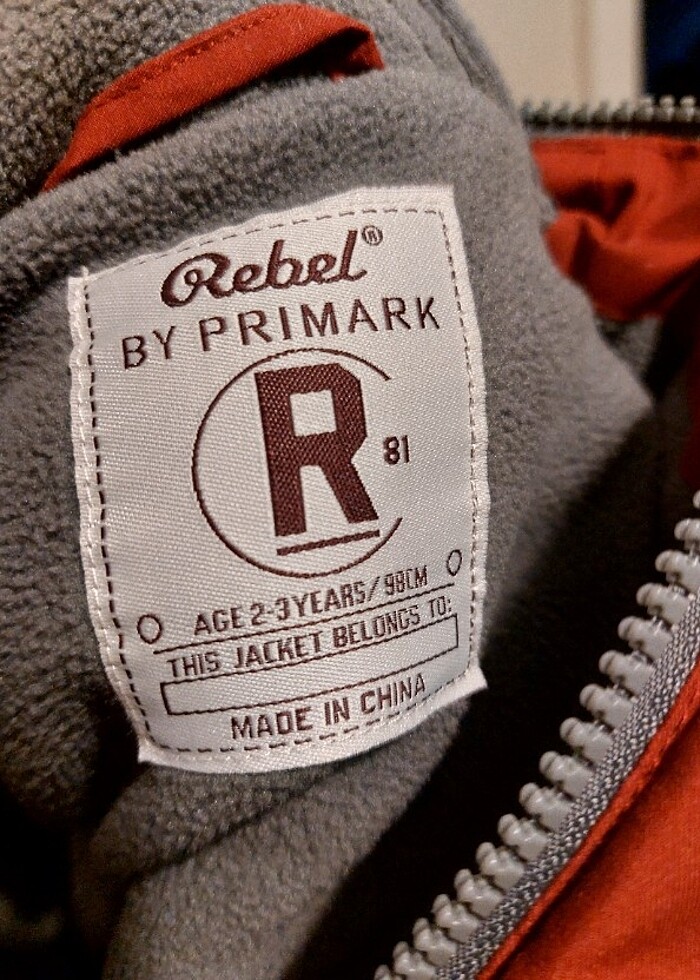 Rebel®
BY PRIMARK
R
81
AGE 2-3 YEARS/98CM
THIS JACKET BELONGS TO:
MADE IN CHINA